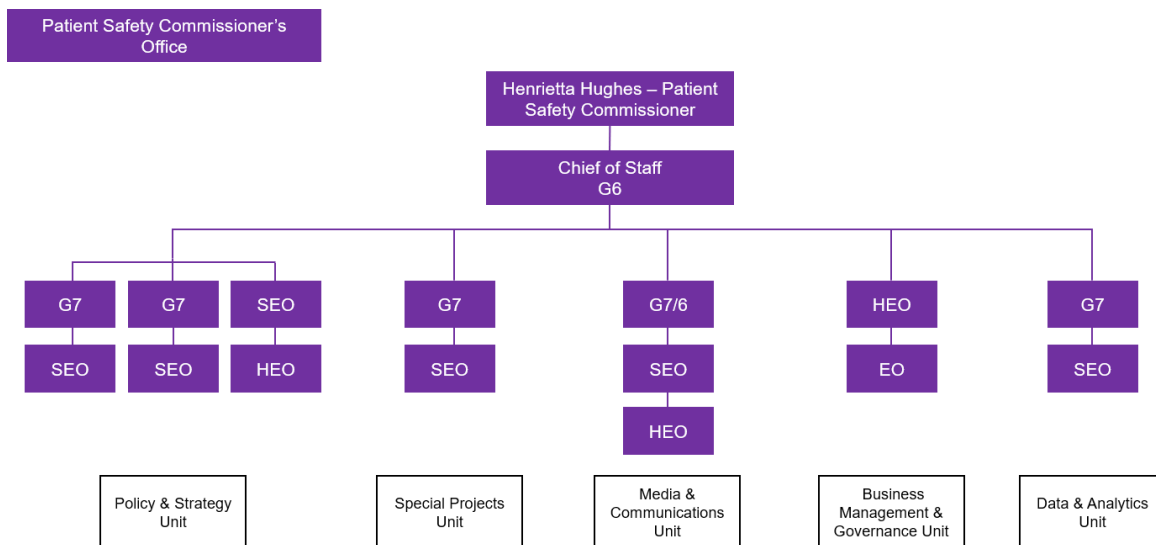 Patient Safety Commissioner’s
Office
Henrietta Hughes – Patient
Safety Commissioner
Chief of Staff
G6
G7
G7
SEO
G7
G7/6
HEO
G7
SEO
SEO
HEO
SEO
SEO
EO
SEO
HEO
Policy & Strategy
Unit
Special Projects
Unit
Media &
Communications
Unit
Business
Management &
Governance Unit
Data & Analytics
Unit